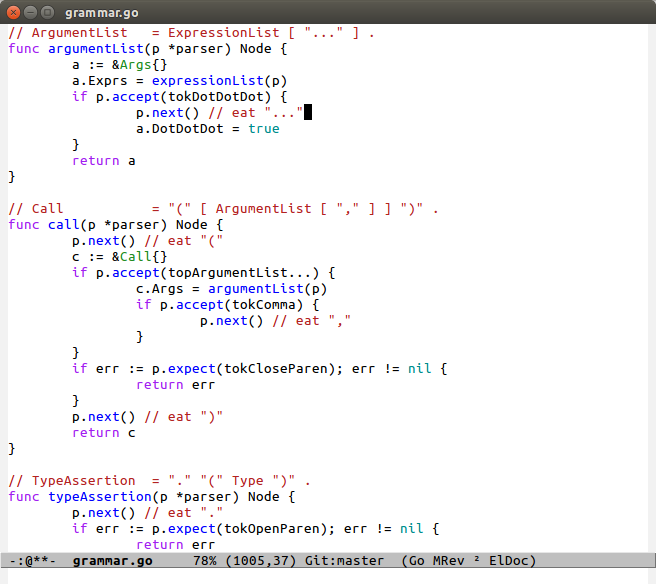 grammar.go
// ArgumentList   = ExpressionList [ "..." ] .
func argumentList(p *parser) Node {
        a := &Args{}
        a.Exprs = expressionList(p)
        if p.accept(tokDotDotDot) {
                p.next() // eat "..."
                a.DotDotDot = true
        }
        return a
}

// Call           = "(" [ ArgumentList [ "," ] ] ")" .
func call(p *parser) Node {
        p.next() // eat "("
        c := &Call{}
        if p.accept(topArgumentList...) {
                c.Args = argumentList(p)
                if p.accept(tokComma) {
                        p.next() // eat ","
                }
        }
        if err := p.expect(tokCloseParen); err != nil {
                return err
        }
        p.next() // eat ")"
        return c
}

// TypeAssertion  = "." "(" Type ")" .
func typeAssertion(p *parser) Node {
        p.next() // eat "."
        if err := p.expect(tokOpenParen); err != nil {
                return err
-:@**-  grammar.go     78% (1005,37) Git:master  (Go MRev ² ElDoc)